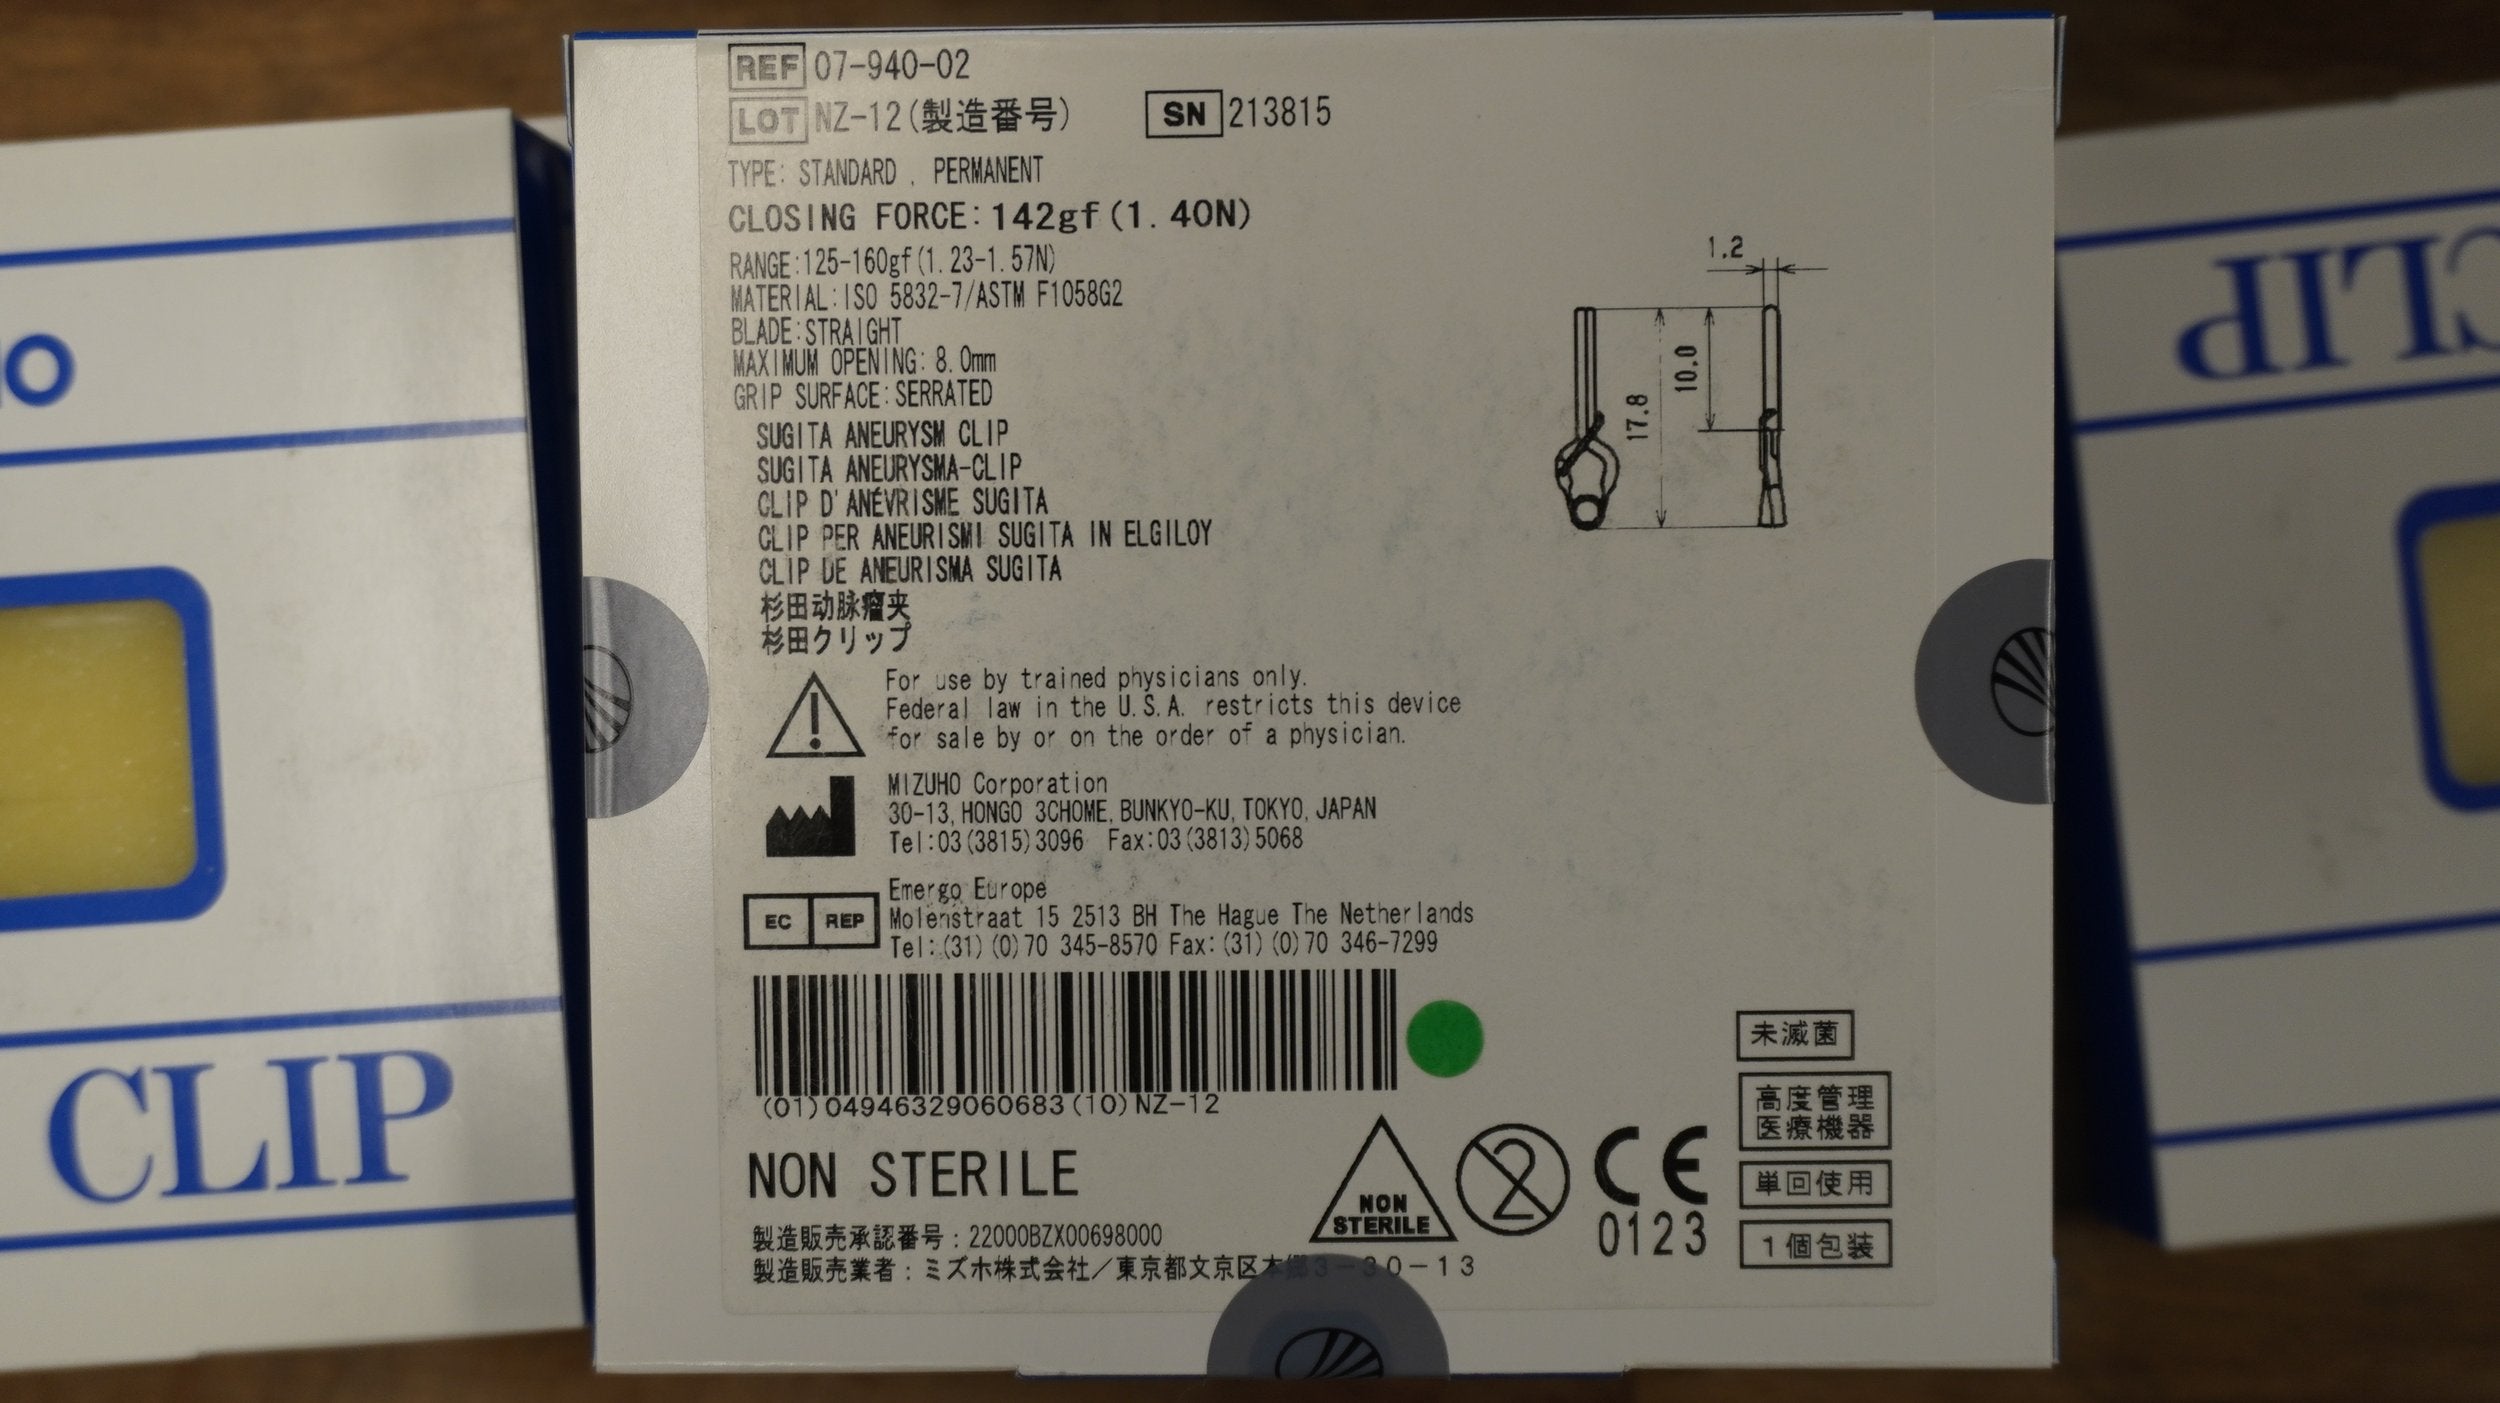 REF 07-940-02
LOT NZ-12(製造番号) SN 213815
TYPE: STANDARD , PERMANENT
CLOSING FORCE:142gf(1.40N)
RANGE:125-160gf(1.23-1.57N)
MATERIAL:ISO 5832-7/ASTM F1058G2
BLADE:STRAIGHT
MAXIMUM OPENING: 8.0mm
GRIP SURFACE:SERRATED
1.2
10.0
17.8
SUGITA ANEURYSM CLIP
SUGITA ANEURYSMA-CLIP
CLIP D'ANÉVRISME SUGITA
CLIP PER ANEURISMI SUGITA IN ELGILOY
CLIP DE ANEURISMA SUGITA
杉田动脉瘤夹
杉田クリップ
For use by trained physicians only.
Federal law in the U.S.A. restricts this device
for sale by or on the order of a physician.
MIZUHO Corporation
30-13,HONGO 3CHOME,BUNKYO-KU,TOKYO,JAPAN
Tel:03(3815)3096 Fax:03(3813)5068
EC REP
Emergo Europe
Molenstraat 15 2513 BH The Hague The Netherlands
Tel:(31)(0)70 345-8570 Fax:(31)(0)70 346-7299
(01)04946329060683(10)NZ-12
NON STERILE
NON
STERILE
2
CE
0123
未滅菌
高度管理
医療機器
単回使用
1個包装
製造販売承認番号:22000BZX00698000
製造販売業者:ミズホ株式会社/東京都文京区本郷3-30-13
CLIP
CLIP